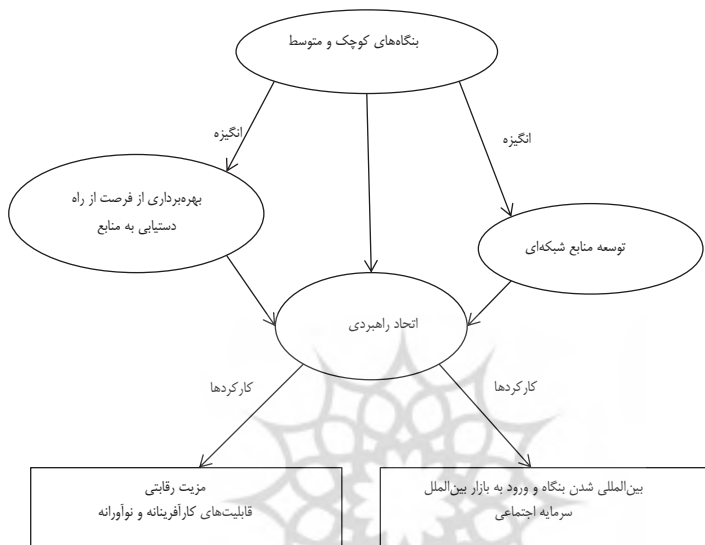 بنگاه‌های کوچک و متوسط
انگیزه
انگیزه
بهره‌برداری از فرصت از راه
دستیابی به منابع
توسعه منابع شبکه‌ای
اتحاد راهبردی
کارکردها
کارکردها
بین‌المللی شدن بنگاه و ورود به بازار بین‌الملل
سرمایه اجتماعی
مزیت رقابتی
قابلیت‌های کارآفرینانه و نوآورانه